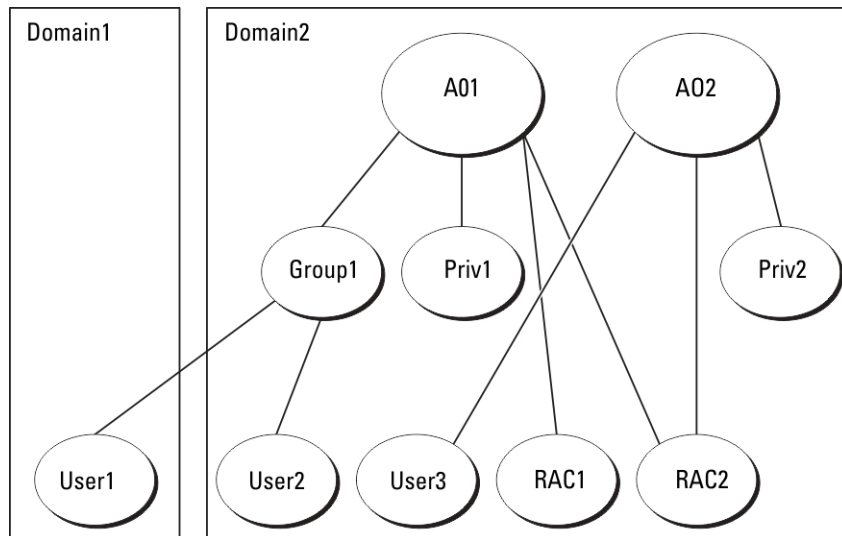 Domain1
Domain2
A01
AO2
Group1
Priv1
Priv2
User1
User2
User3
RAC1
RAC2